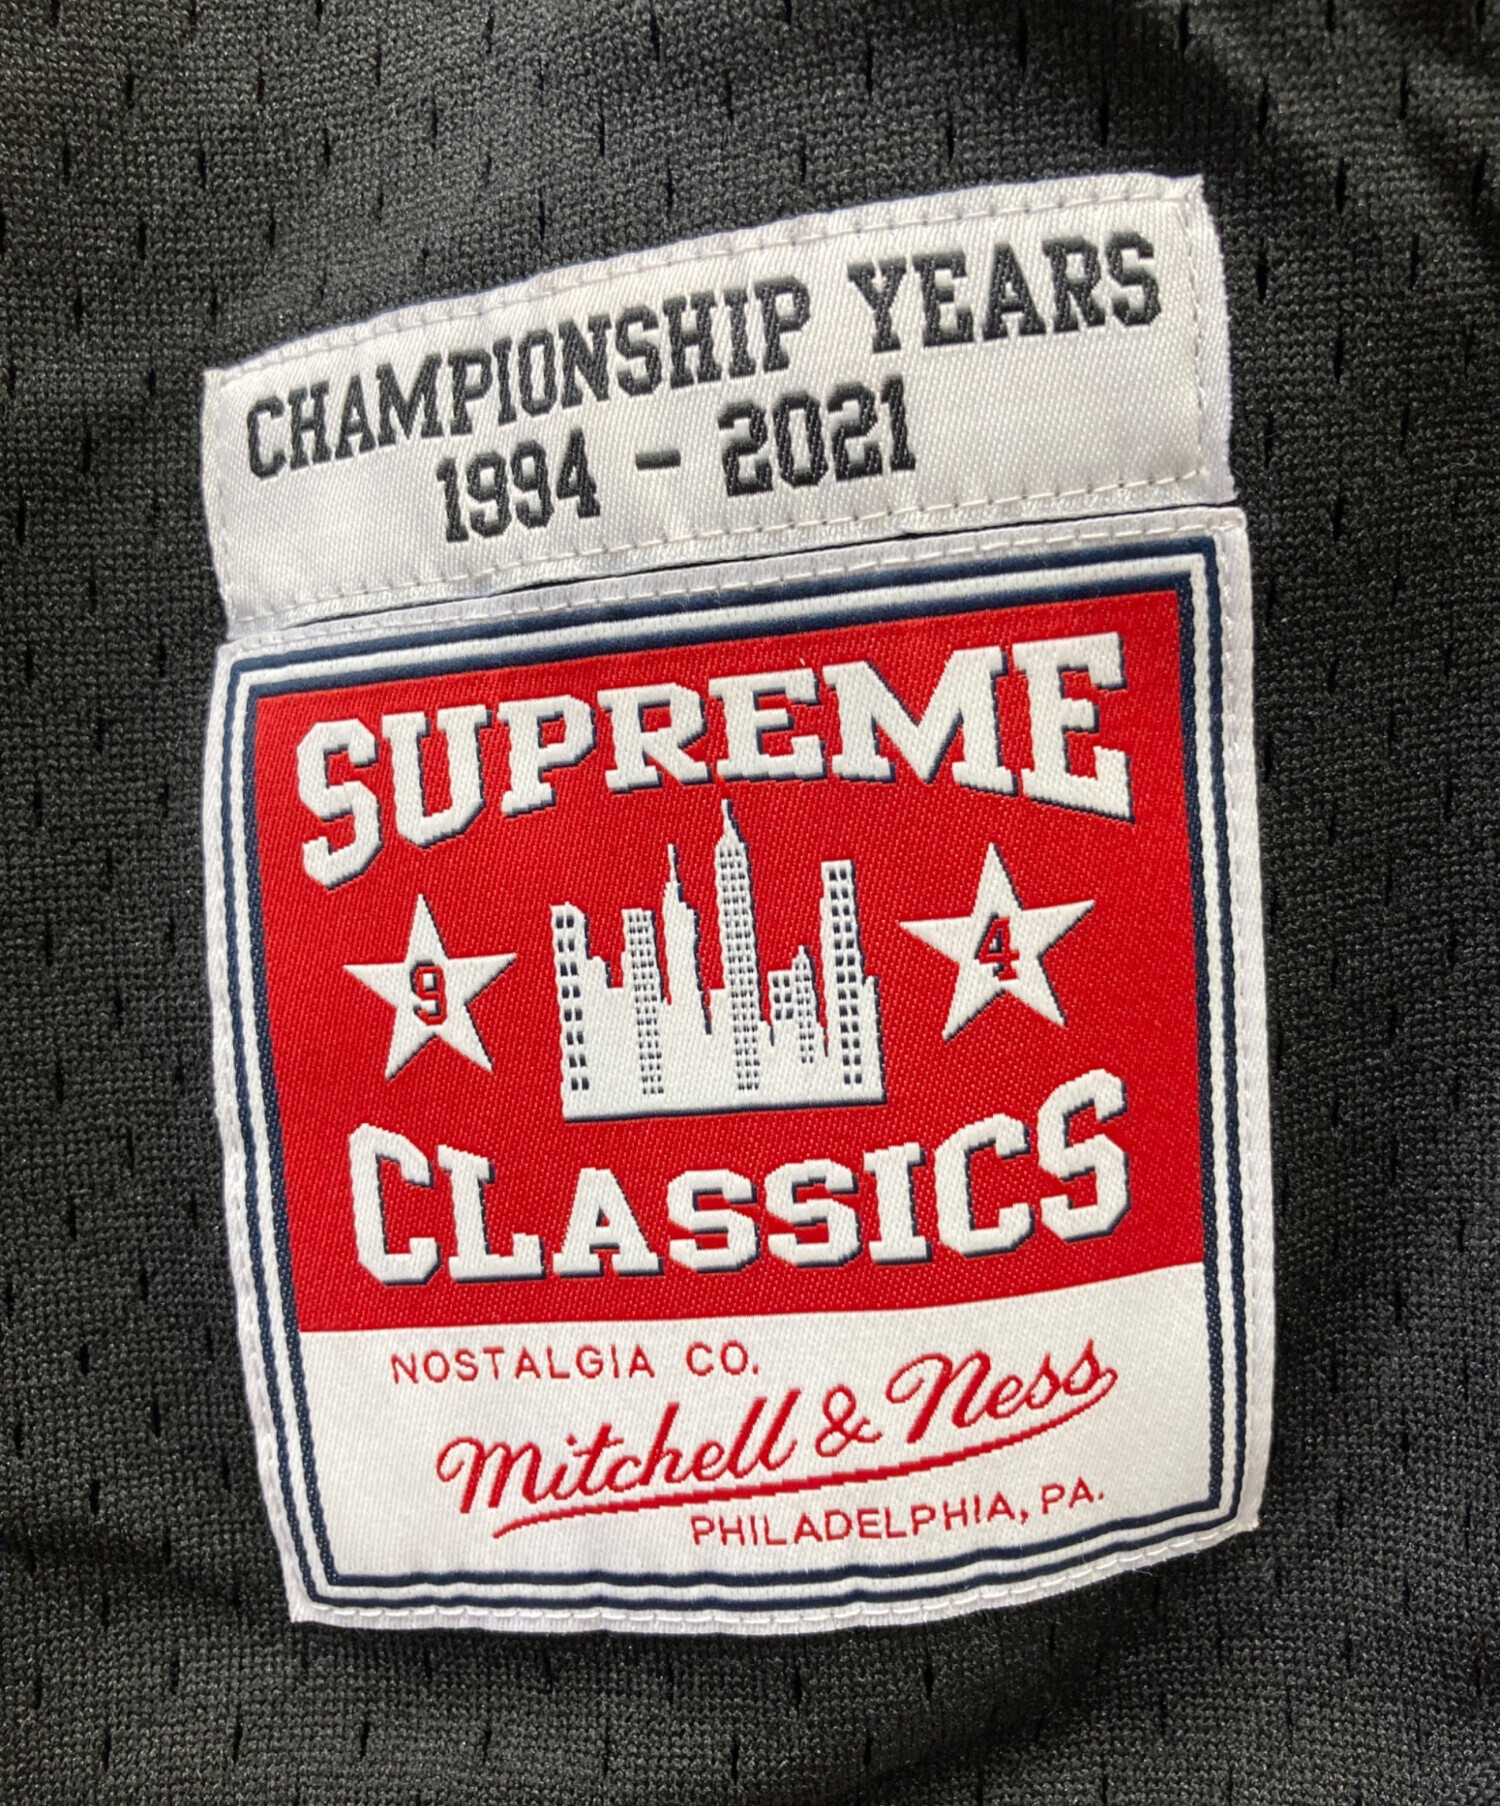 CHAMPIONSHIP YEARS
1994 - 2021
SUPREME
9 4
CLASSICS
NOSTALGIA CO.
Mitchell & Ness
PHILADELPHIA, PA.